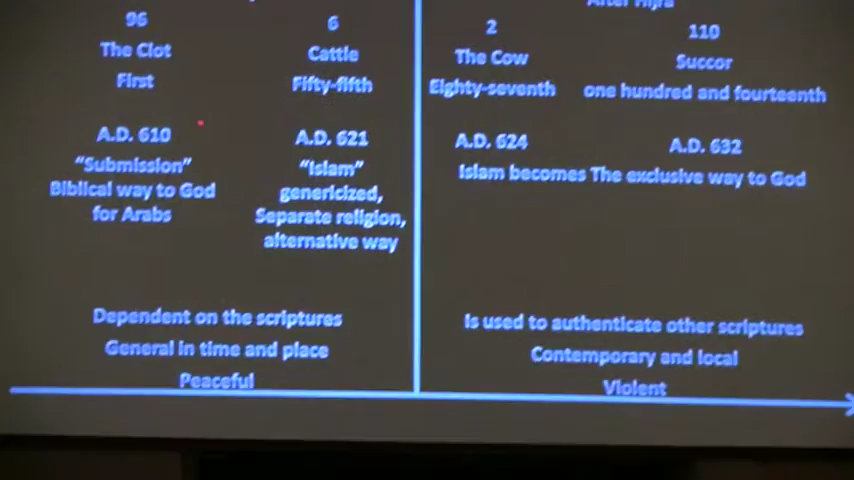 After Hijra
96
The Clot
First
A.D. 610
"Submission"
Biblical way to God
for Arabs
6
Cattle
Fifty-fifth
A.D. 621
"Islam"
genericized,
Separate religion,
alternative way
Dependent on the scriptures
General in time and place
Peaceful
2
The Cow
Eighty-seventh
A.D. 624
110
Succor
one hundred and fourteenth
A.D. 632
Islam becomes The exclusive way to God
Is used to authenticate other scriptures
Contemporary and local
Violent